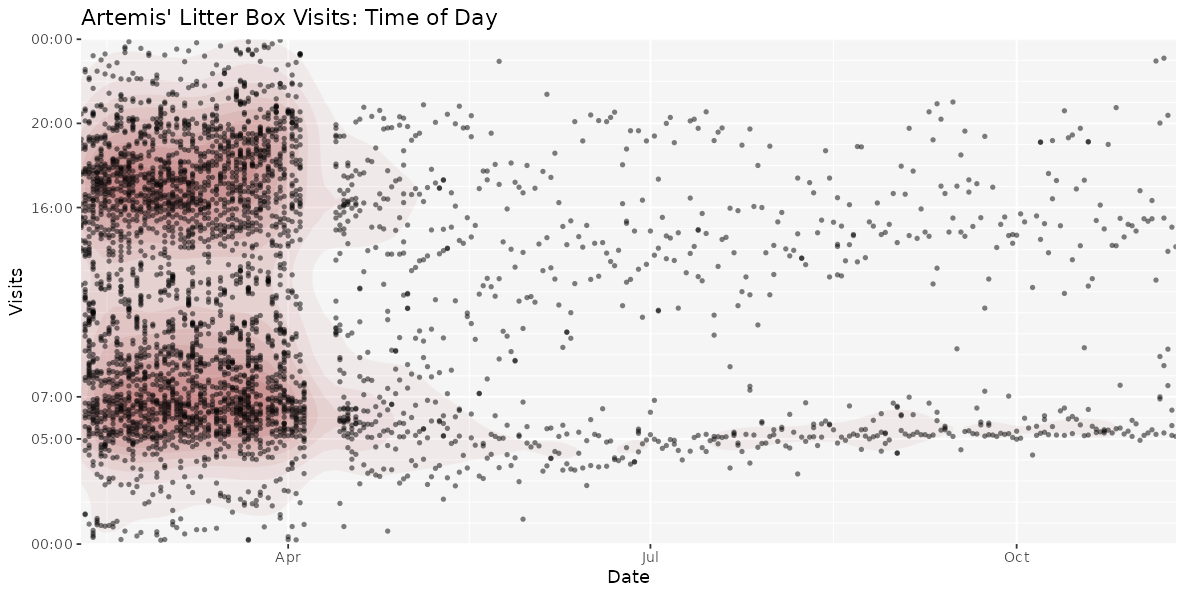 Artemis' Litter Box Visits: Time of Day
00:00
20:00
16:00
07:00
05:00
00:00
Visits
Apr
Jul
Oct
Date